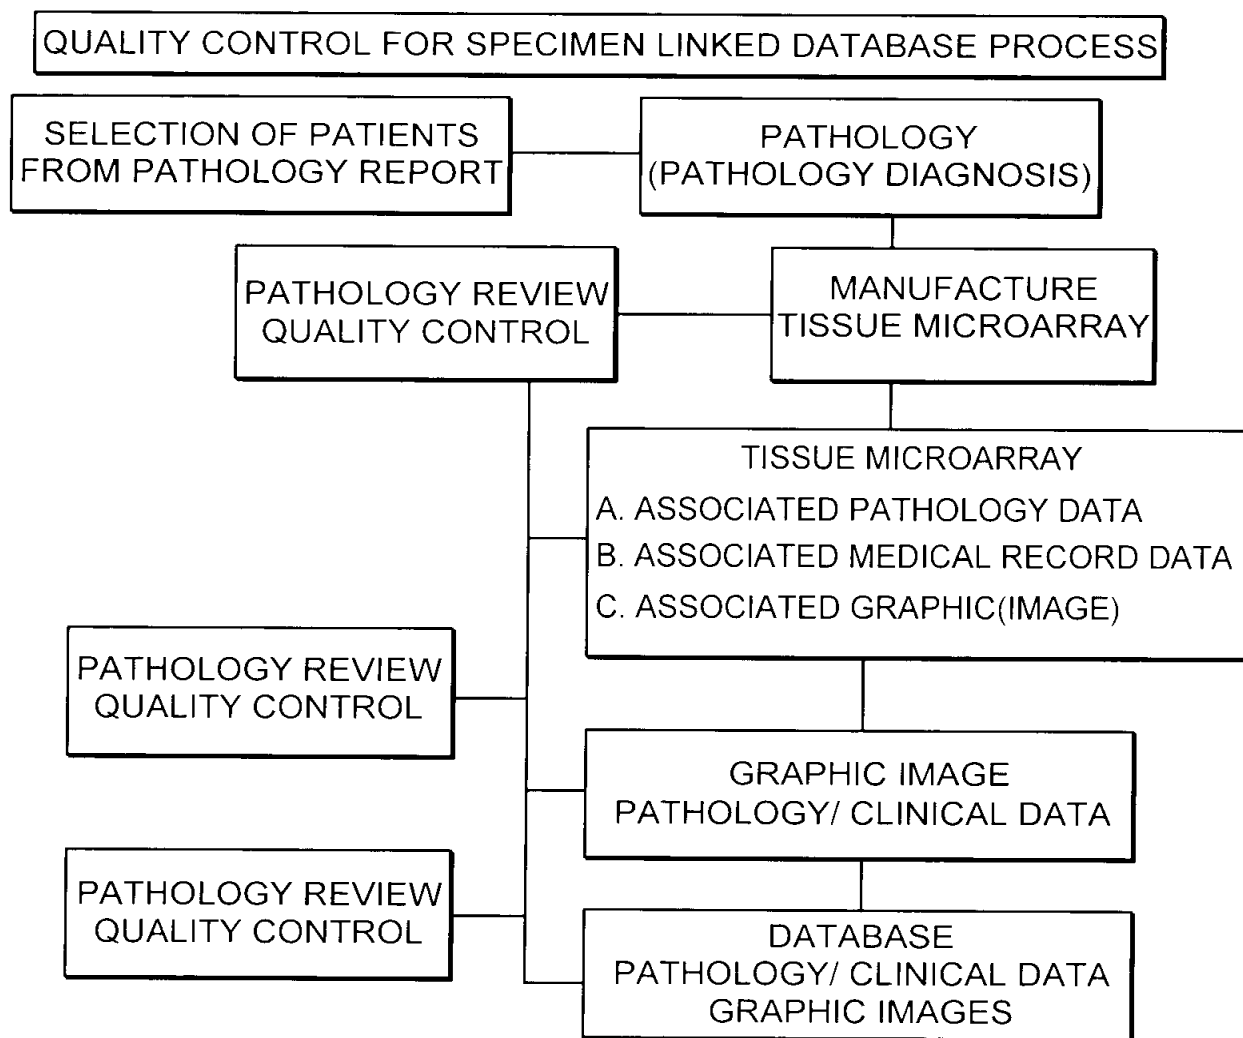 QUALITY CONTROL FOR SPECIMEN LINKED DATABASE PROCESS
SELECTION OF PATIENTS
FROM PATHOLOGY REPORT
PATHOLOGY
(PATHOLOGY DIAGNOSIS)
PATHOLOGY REVIEW
QUALITY CONTROL
MANUFACTURE
TISSUE MICROARRAY
TISSUE MICROARRAY
A. ASSOCIATED PATHOLOGY DATA
B. ASSOCIATED MEDICAL RECORD DATA
C. ASSOCIATED GRAPHIC(IMAGE)
PATHOLOGY REVIEW
QUALITY CONTROL
GRAPHIC IMAGE
PATHOLOGY/ CLINICAL DATA
PATHOLOGY REVIEW
QUALITY CONTROL
DATABASE
PATHOLOGY/ CLINICAL DATA
GRAPHIC IMAGES